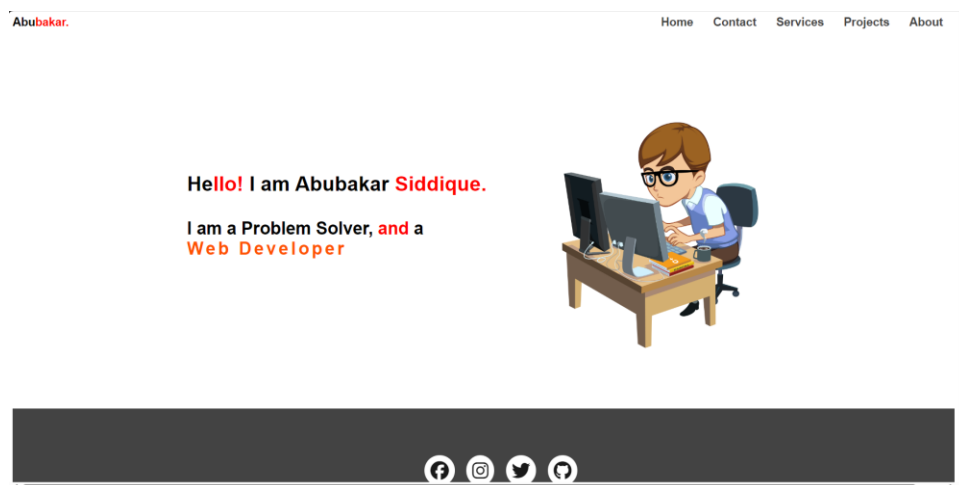 Abubakar.
Home Contact Services Projects About
Hello! I am Abubakar Siddique.
I am a Problem Solver, and a
Web Developer